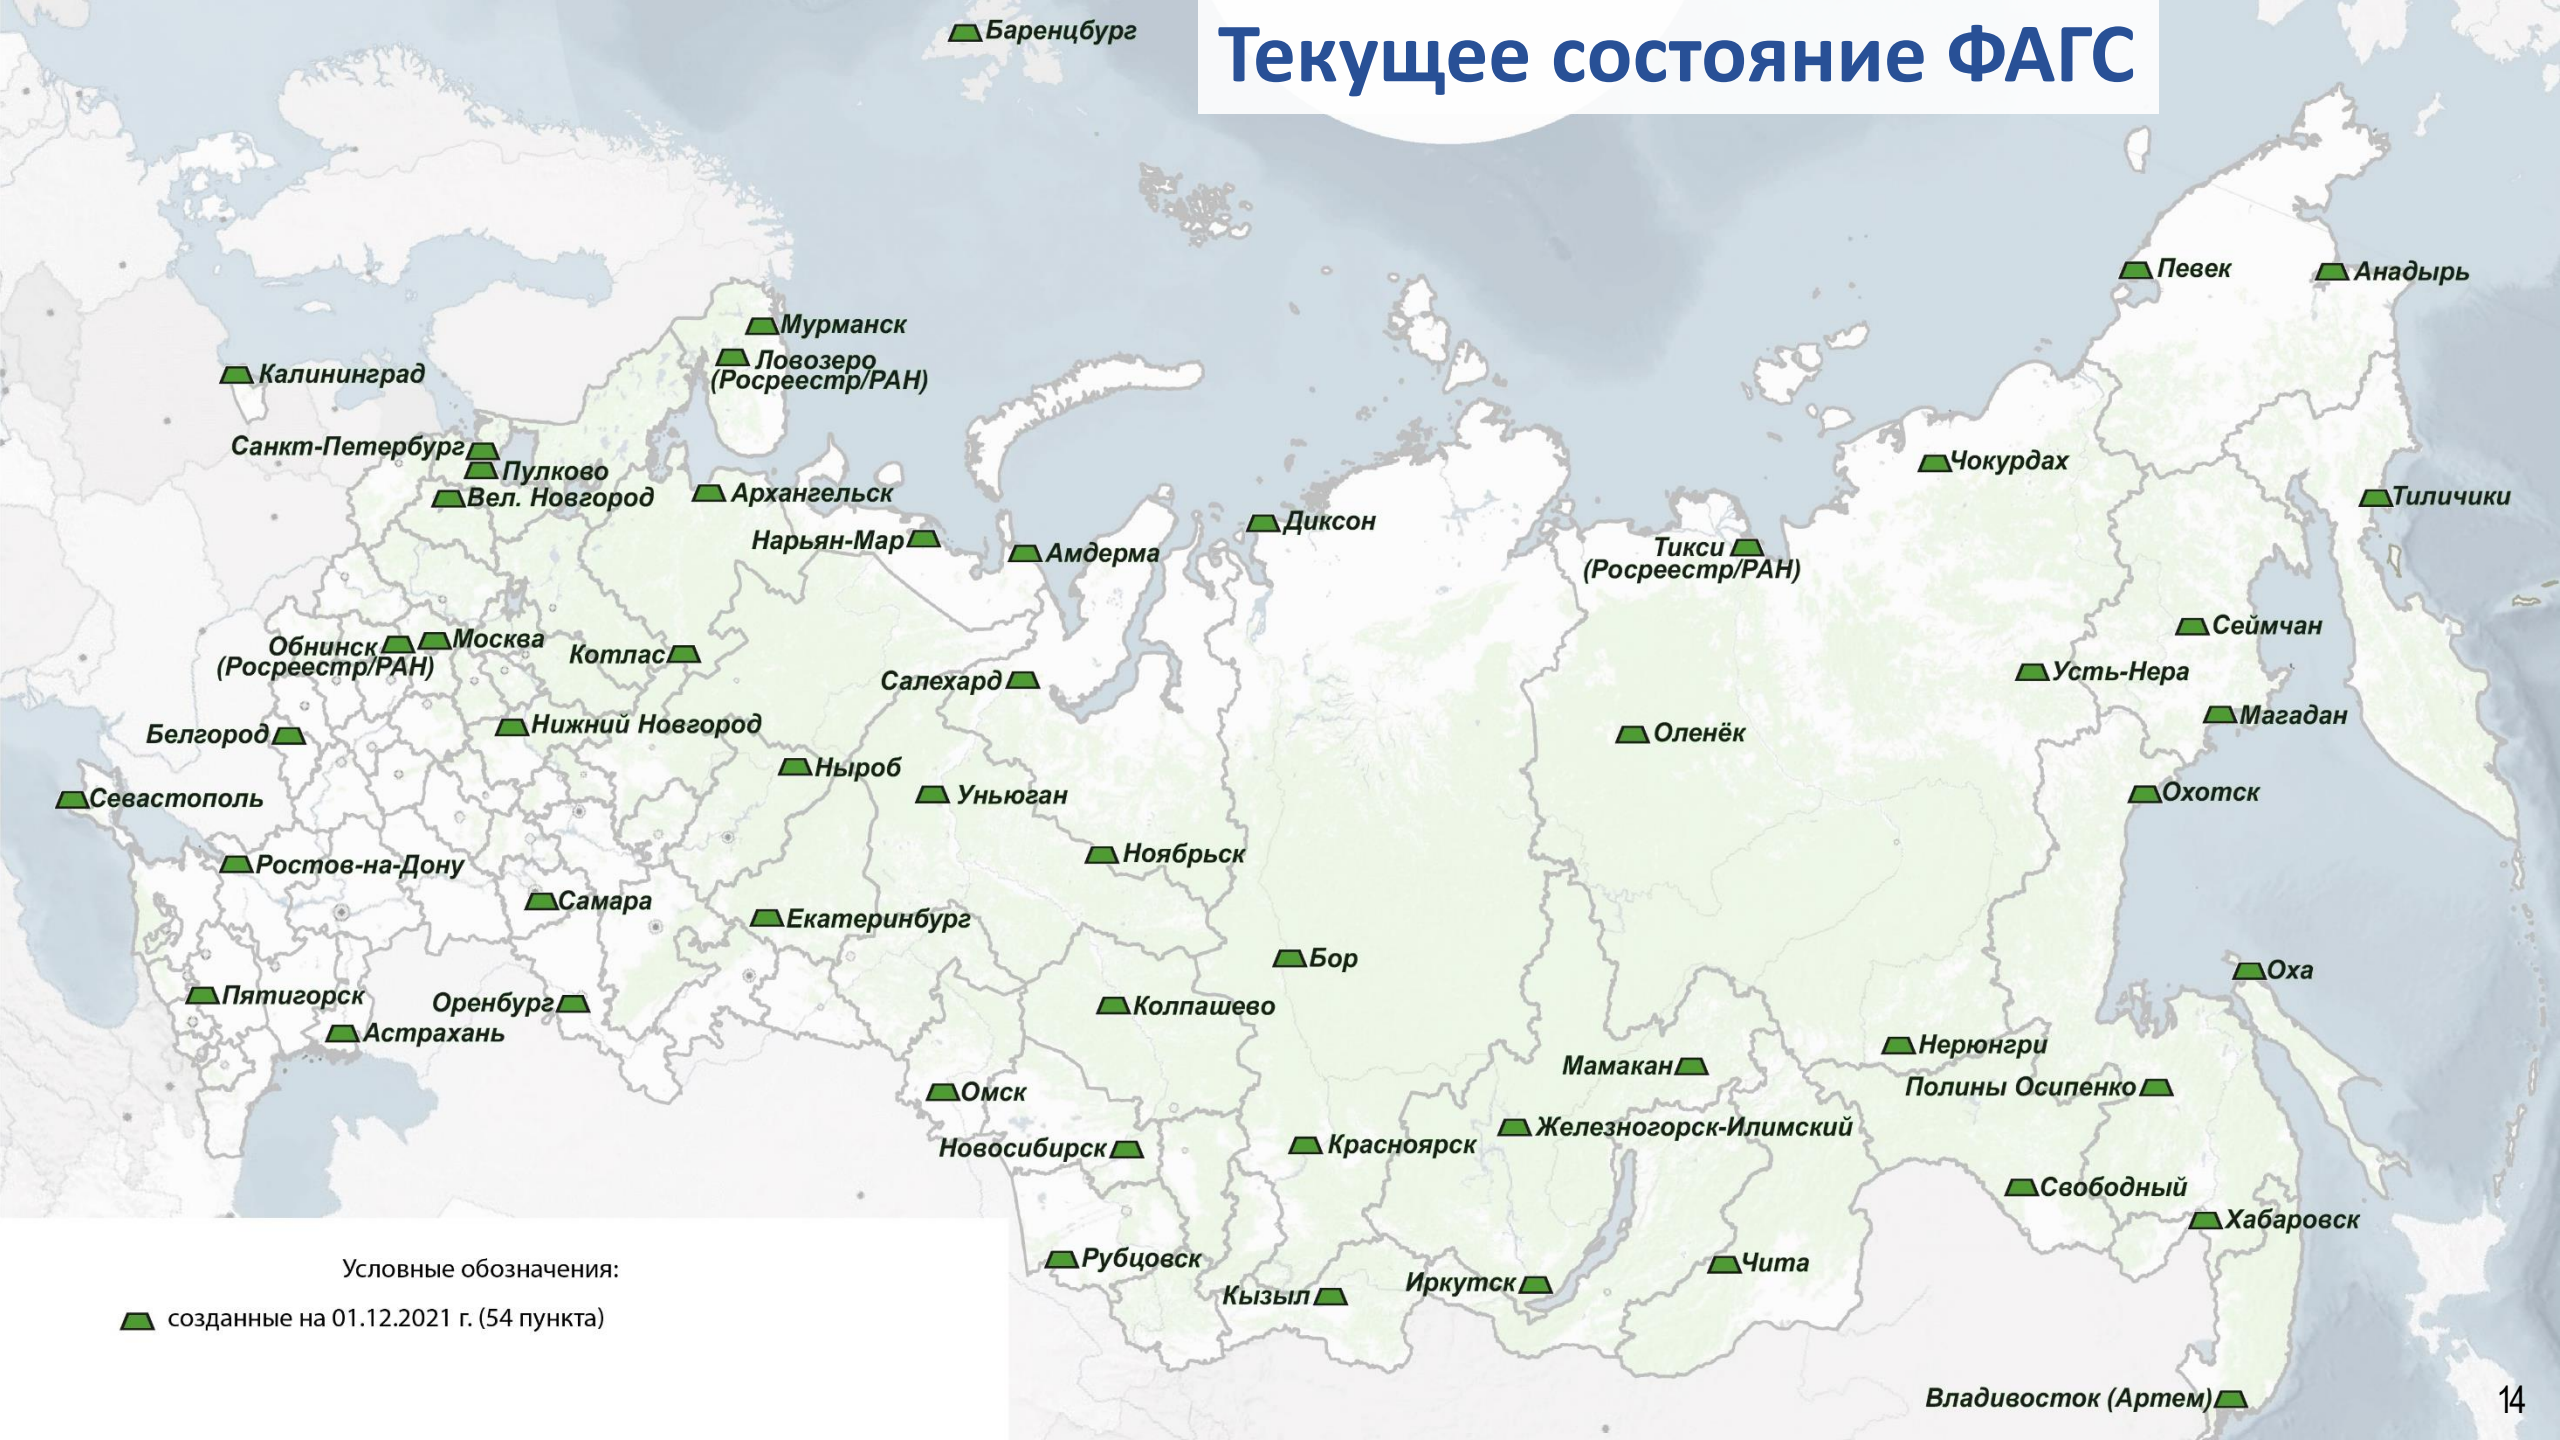 Баренцбург
Текущее состояние ФАГС
Певек
Анадырь
Мурманск
Ловозеро
(Росреестр/РАН)
Калининград
Санкт-Петербург
Пулково
Вел. Новгород
Архангельск
Чокурдах
Тиличики
Диксон
Нарьян-Мар
Амдерма
Тикси
(Росреестр/РАН)
Обнинск
(Росреестр/РАН)
Москва
Котлас
Сеймчан
Усть-Нера
Салехард
Магадан
Белгород
Нижний Новгород
Оленёк
Ныроб
Уньюган
Охотск
Севастополь
Ноябрьск
Ростов-на-Дону
Самара
Екатеринбург
Бор
Оха
Пятигорск
Оренбург
Колпашево
Астрахань
Нерюнгри
Мамакан
Полины Осипенко
Омск
Железногорск-Илимский
Новосибирск
Красноярск
Свободный
Хабаровск
Рубцовск
Чита
Иркутск
Кызыл
Условные обозначения:
созданные на 01.12.2021 г. (54 пункта)
Владивосток (Артем)
14